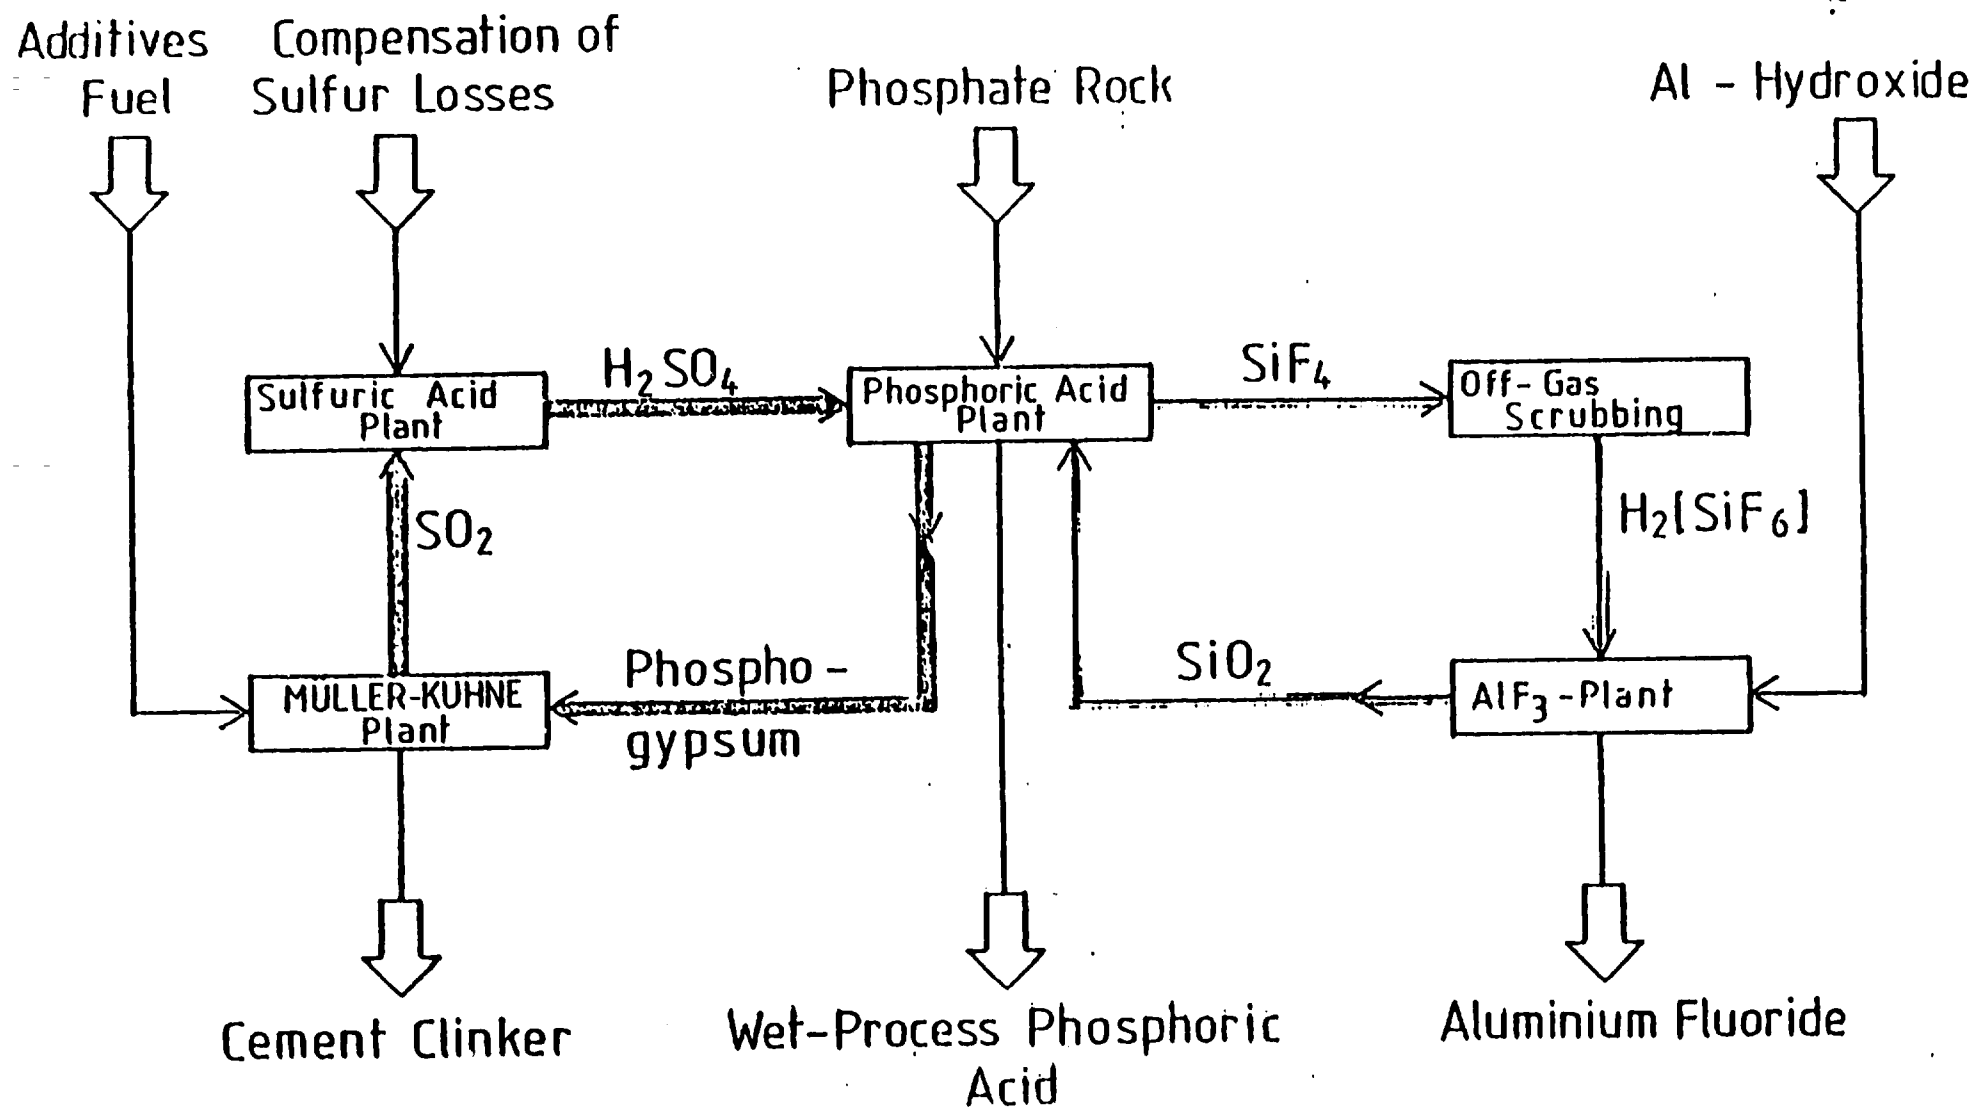 Additives
Fuel
Compensation of
Sulfur Losses
Phosphate Rock
Al - Hydroxide
Sulfuric Acid
Plant
H₂SO₄
Phosphoric Acid
Plant
SiF₄
Off-Gas
Scrubbing
SO₂
H₂[SiF₆]
MÜLLER-KUHNE
Plant
Phospho-
gypsum
SiO₂
AlF₃-Plant
Cement Clinker
Wet-Process Phosphoric
Acid
Aluminium Fluoride